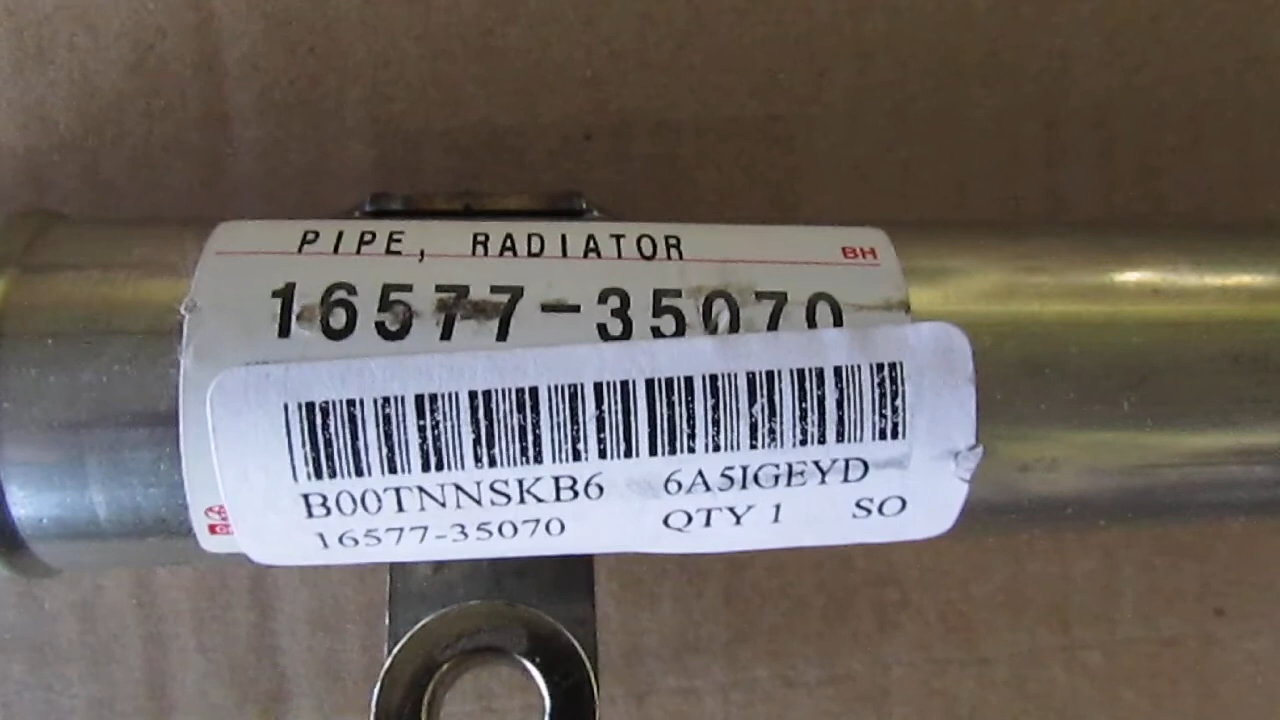 PIPE, RADIATOR BH
16577-35070
B00TNNSKB6 6A5IGEYD
16577-35070 QTY 1 SO